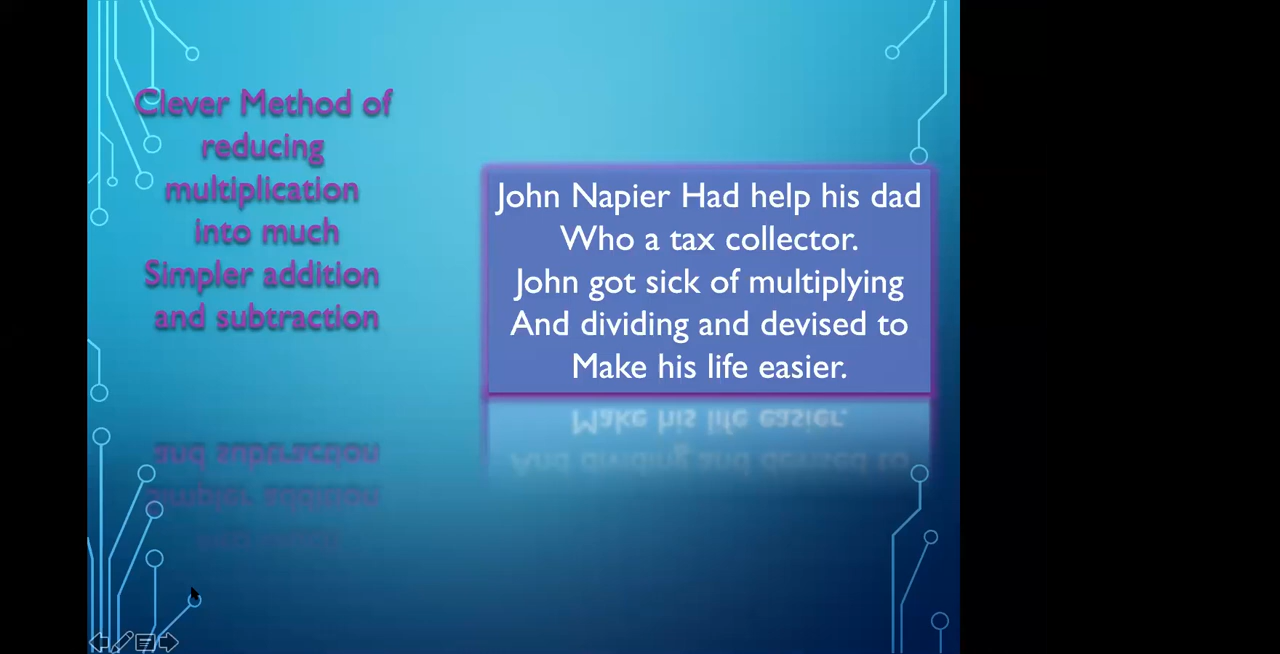 Clever Method of
reducing
multiplication
into much
Simpler addition
and subtraction
John Napier Had help his dad
Who a tax collector.
John got sick of multiplying
And dividing and devised to
Make his life easier.